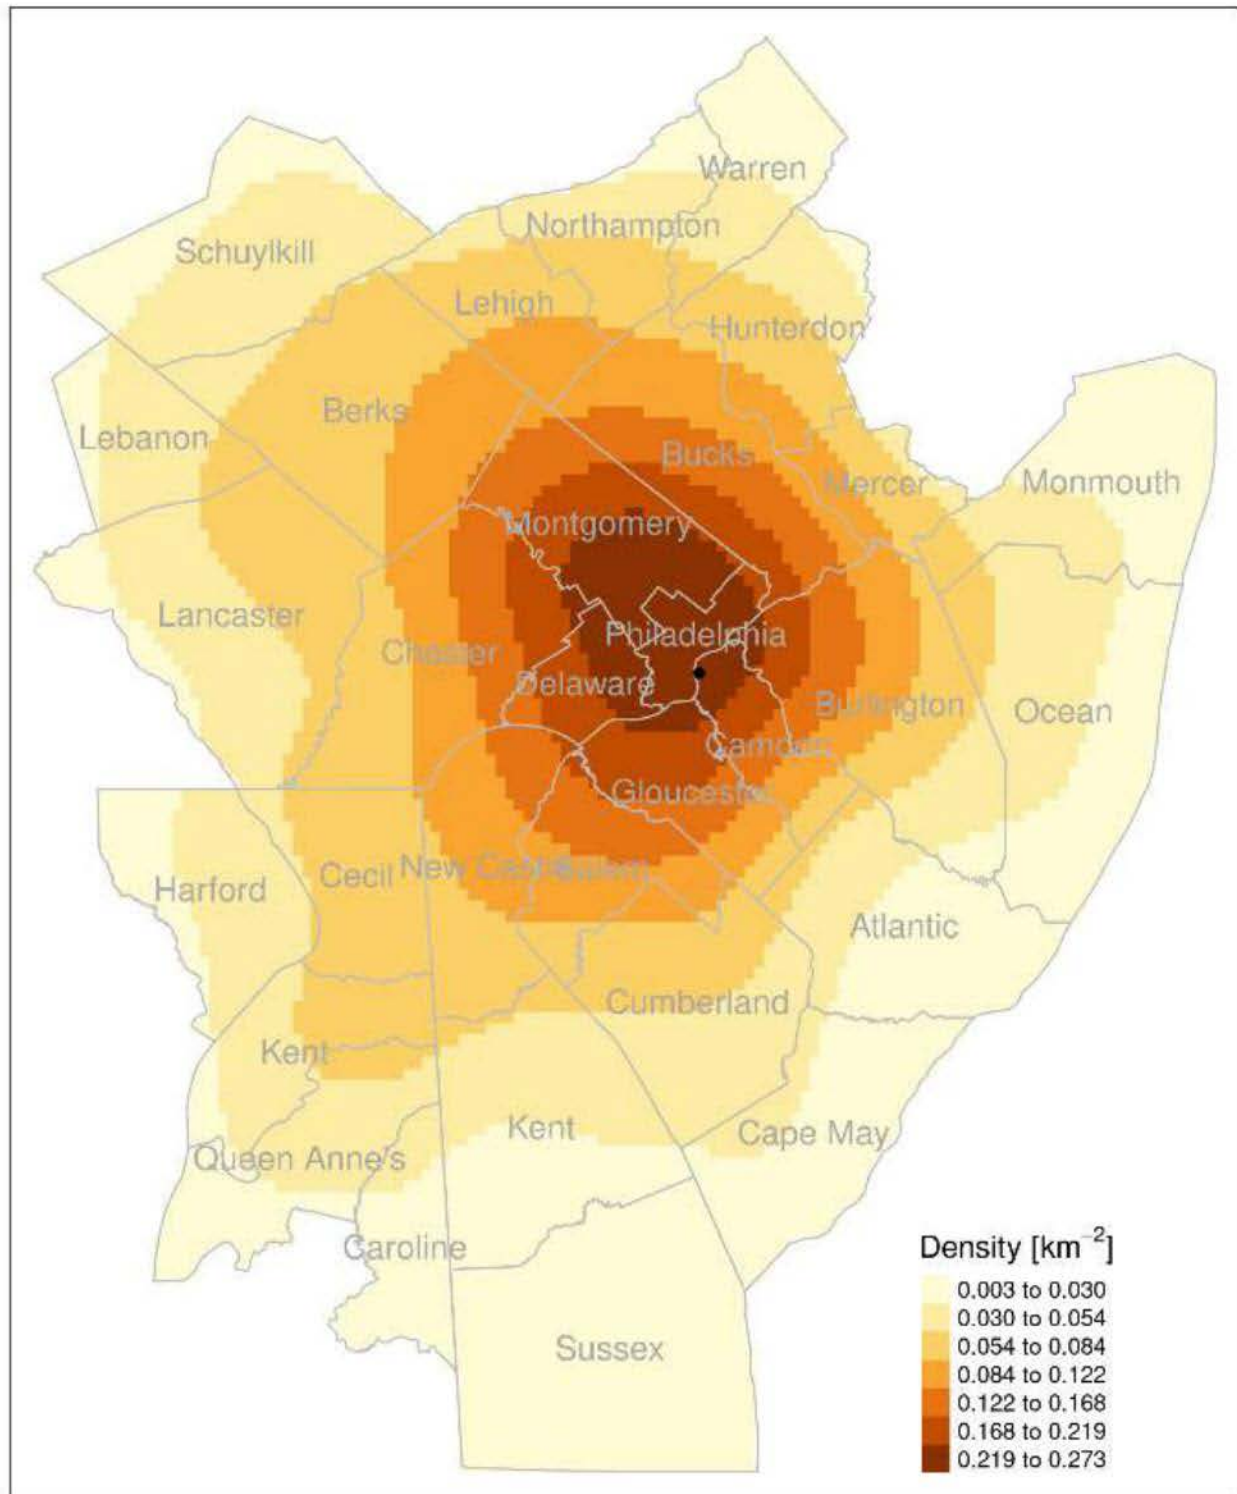 Warren
Northampton
Schuylkill
Lehigh
Hunterdon
Berks
Lebanon
Bucks
Mercer
Monmouth
Montgomery
Lancaster
Philadelphia
Chester
Delaware
Burlington
Ocean
Camden
Gloucester
New Castle
Salem
Cecil
Harford
Atlantic
Cumberland
Kent
Kent
Cape May
Queen Anne's
Caroline
Sussex
Density [km⁻²]
0.003 to 0.030
0.030 to 0.054
0.054 to 0.084
0.084 to 0.122
0.122 to 0.168
0.168 to 0.219
0.219 to 0.273